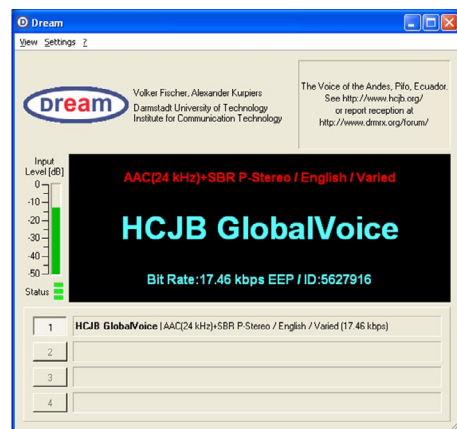 Dream
View Settings ?
Dream
Volker Fischer, Alexander Kurpiers
Darmstadt University of Technology
Institute for Communication Technology
The Voice of the Andes, Pifo, Ecuador.
See http://www.hcjb.org/
or report reception at
http://www.drmrx.org/forum/
Input
Level [dB]
0
-10
-20
-30
-40
-50
Status
AAC(24 kHz)+SBR P-Stereo / English / Varied
HCJB GlobalVoice
Bit Rate:17.46 kbps EEP / ID:5627916
1 HCJB GlobalVoice | AAC(24 kHz)+SBR P-Stereo / English / Varied (17.46 kbps)
2
3
4